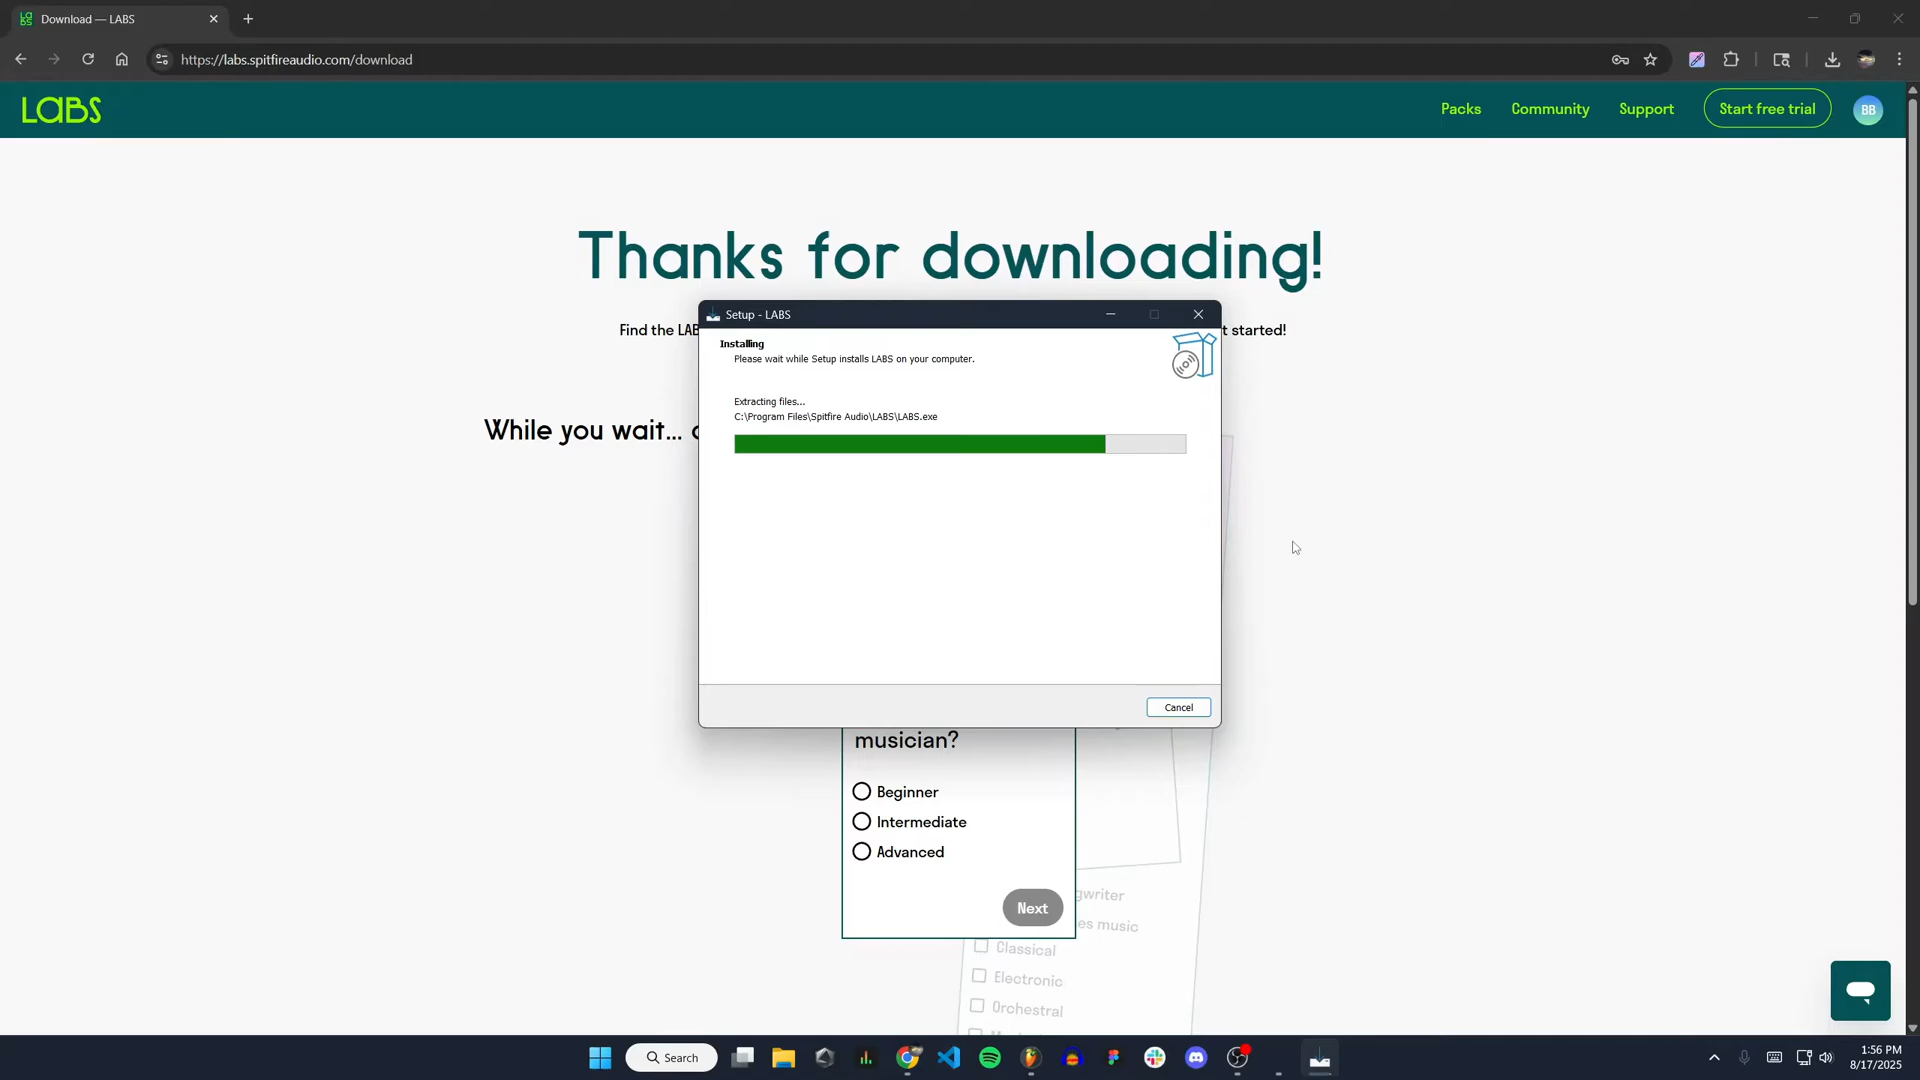 Download — LABS
https://labs.spitfireaudio.com/download
LABS
Packs
Community
Support
Start free trial
BB
Thanks for downloading!
Find the LAB
t started!
Setup - LABS
Installing
Please wait while Setup installs LABS on your computer.
Extracting files...
C:\Program Files\Spitfire Audio\LABS\LABS.exe
While you wait...
Cancel
musician?
Beginner
Intermediate
Advanced
Next
gwriter
es music
Classical
Electronic
Orchestral
Search
1:56 PM
8/17/2025